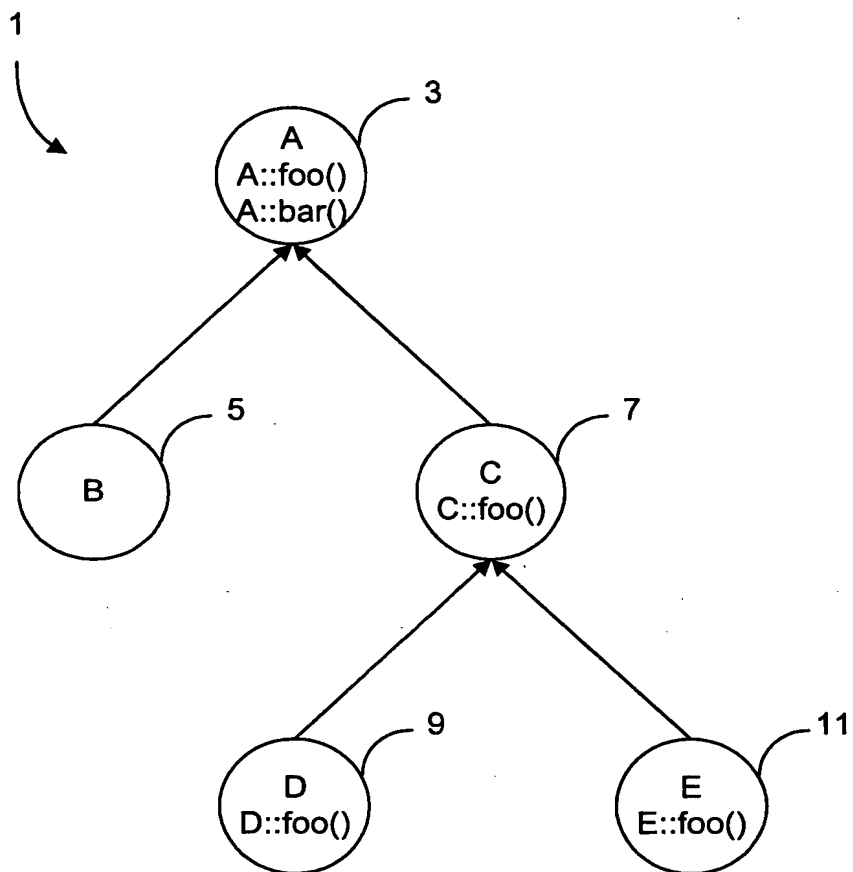 1
3
A
A::foo()
A::bar()
5
7
B
C
C::foo()
9
11
D
D::foo()
E
E::foo()